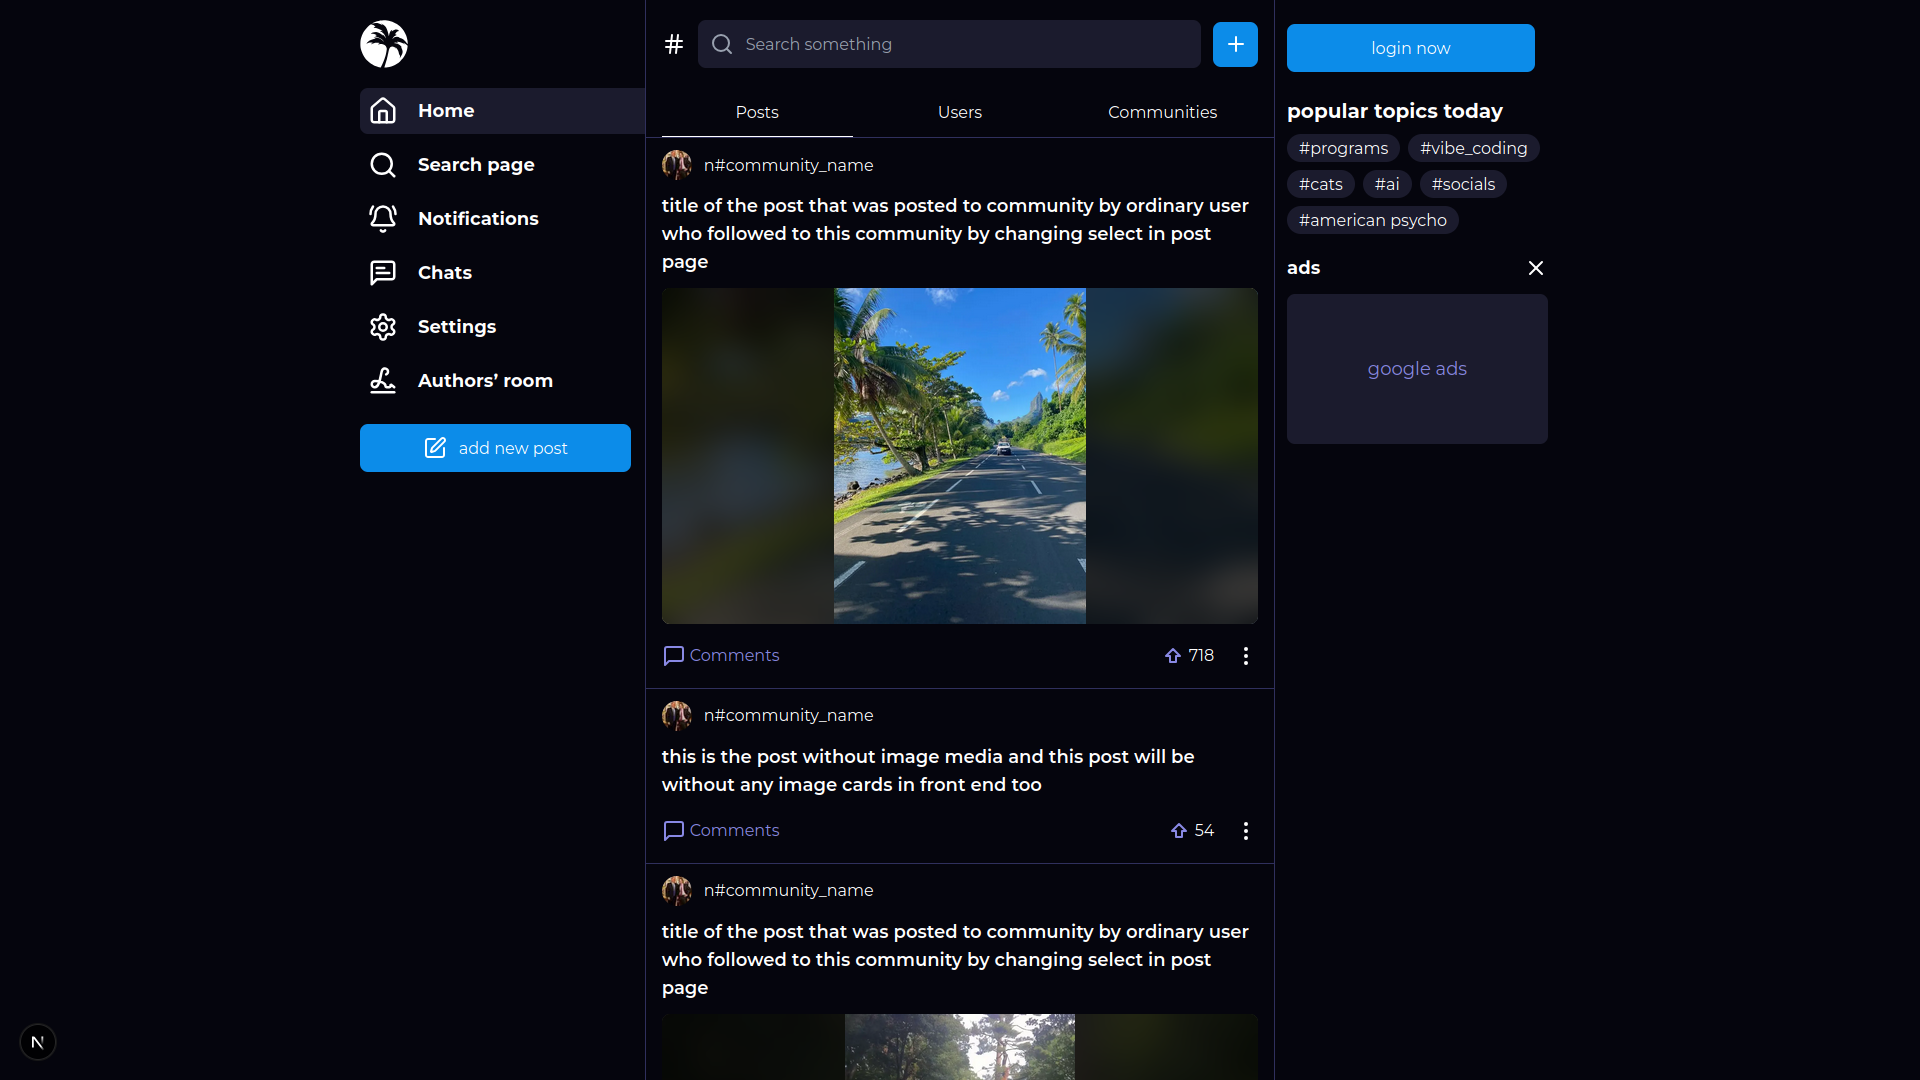 Home
Search page
Notifications
Chats
Settings
Authors’ room
add new post
#
Search something
Posts
Users
Communities
n#community_name
title of the post that was posted to community by ordinary user
who followed to this community by changing select in post
page
Comments
718
n#community_name
this is the post without image media and this post will be
without any image cards in front end too
Comments
54
n#community_name
title of the post that was posted to community by ordinary user
who followed to this community by changing select in post
page
login now
popular topics today
#programs #vibe_coding
#cats #ai #socials
#american psycho
ads
google ads
N